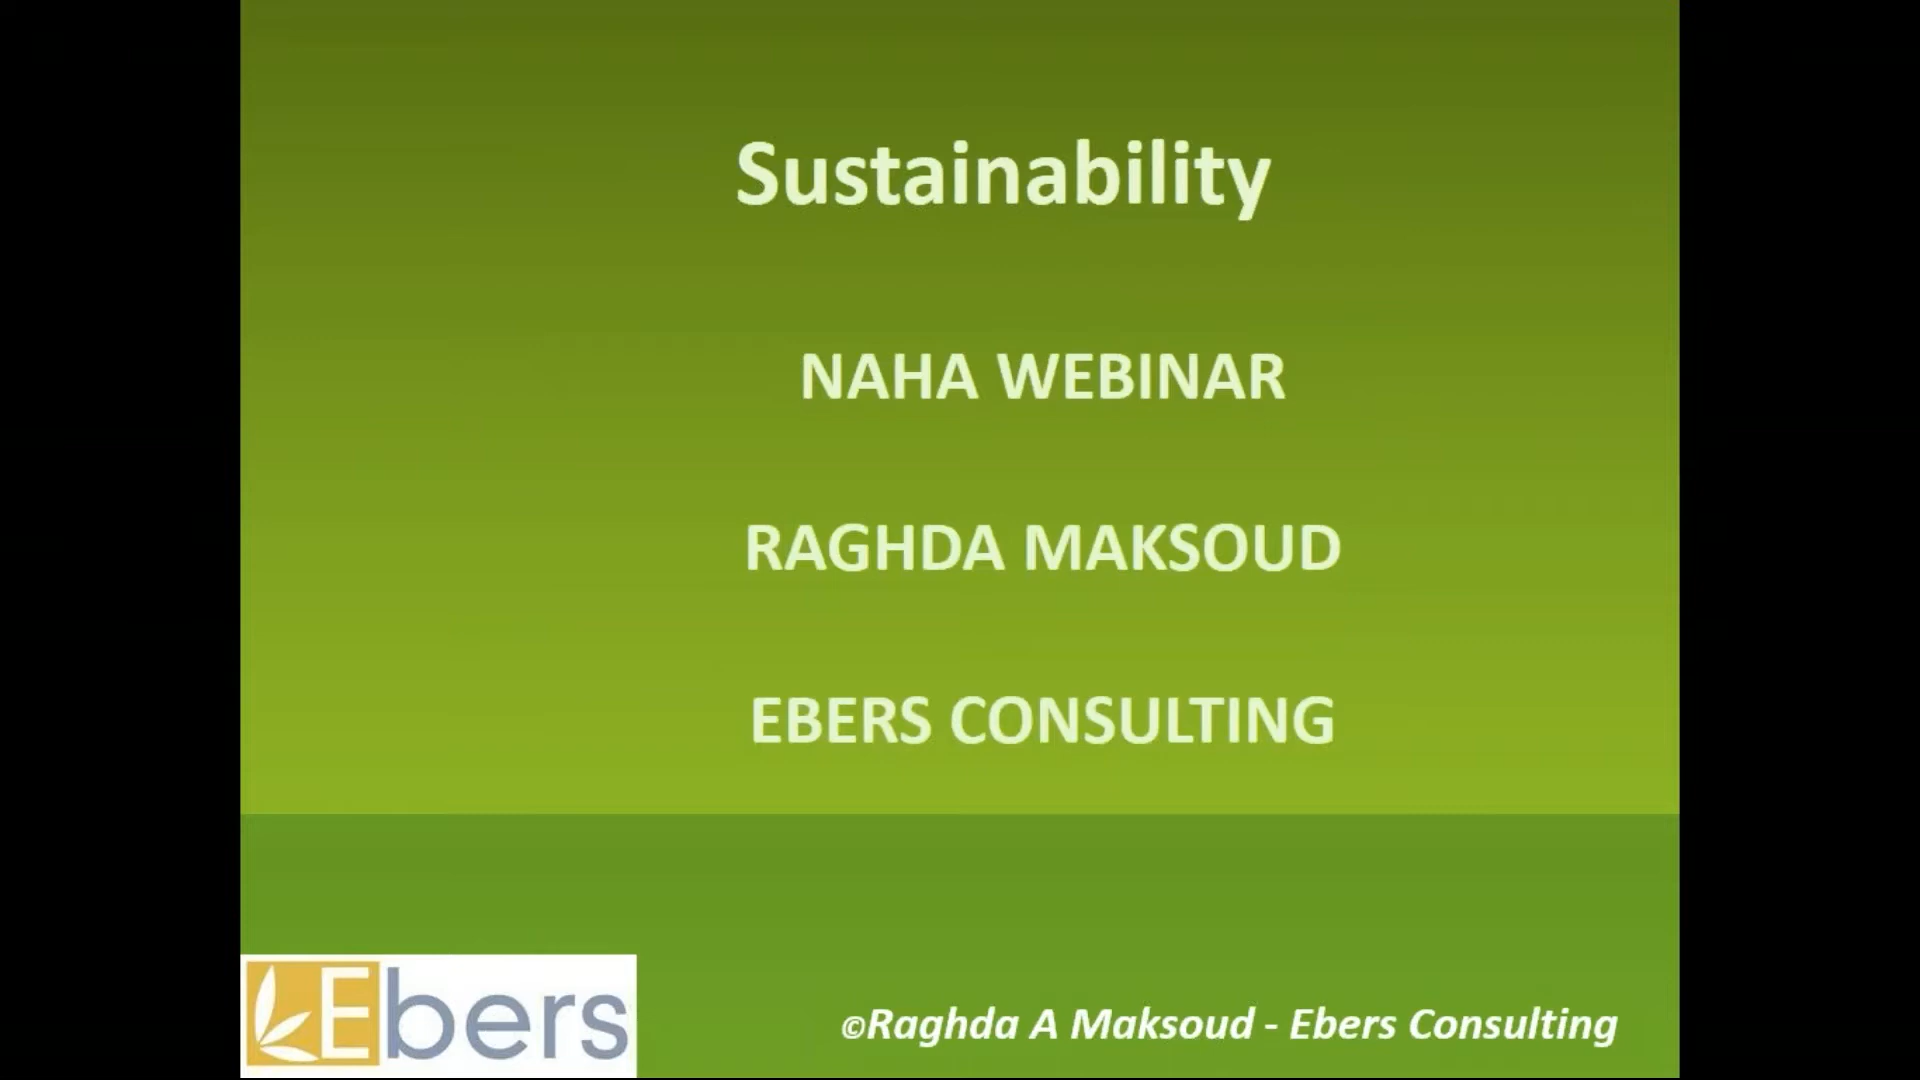 Sustainability
NAHA WEBINAR
RAGHDA MAKSOUD
EBERS CONSULTING
Ebers
©Raghda A Maksoud - Ebers Consulting